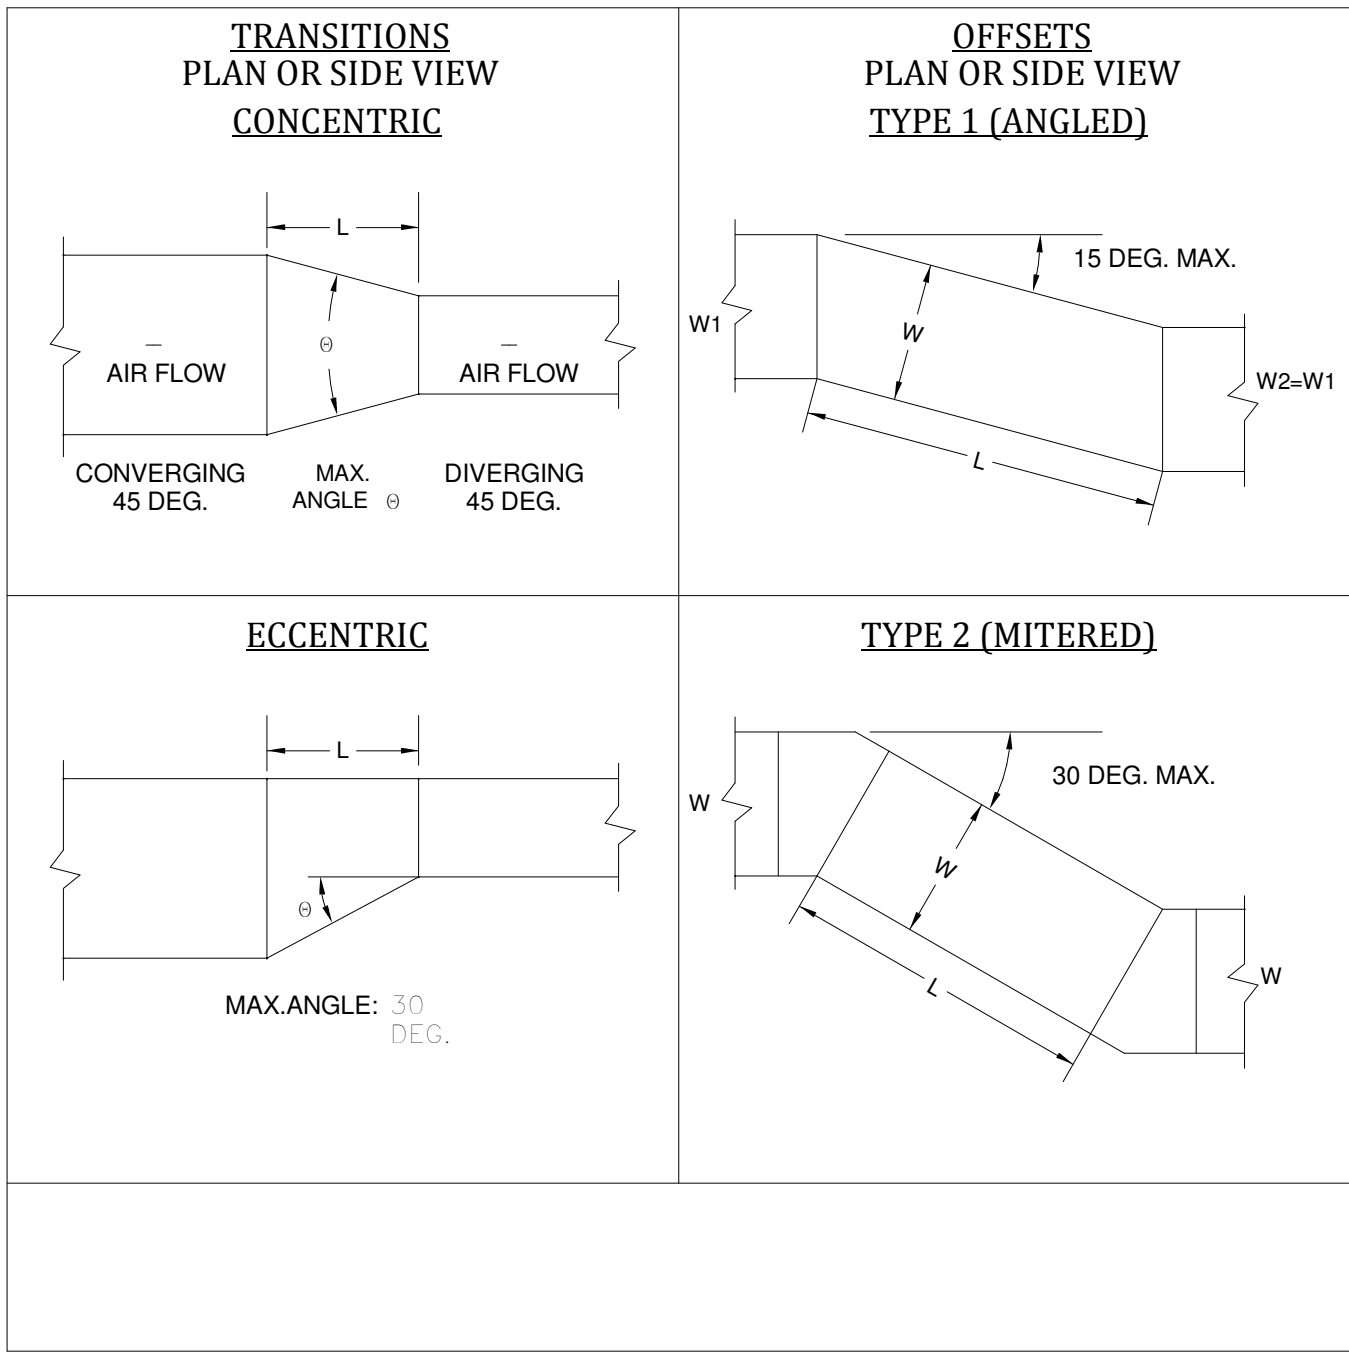 TRANSITIONS
PLAN OR SIDE VIEW
CONCENTRIC
L
Θ
AIR FLOW
AIR FLOW
CONVERGING
45 DEG.
MAX.
ANGLE Θ
DIVERGING
45 DEG.
OFFSETS
PLAN OR SIDE VIEW
TYPE 1 (ANGLED)
15 DEG. MAX.
W1
W
W2=W1
L
ECCENTRIC
L
Θ
MAX.ANGLE: 30
DEG.
TYPE 2 (MITERED)
30 DEG. MAX.
W
W
W
L